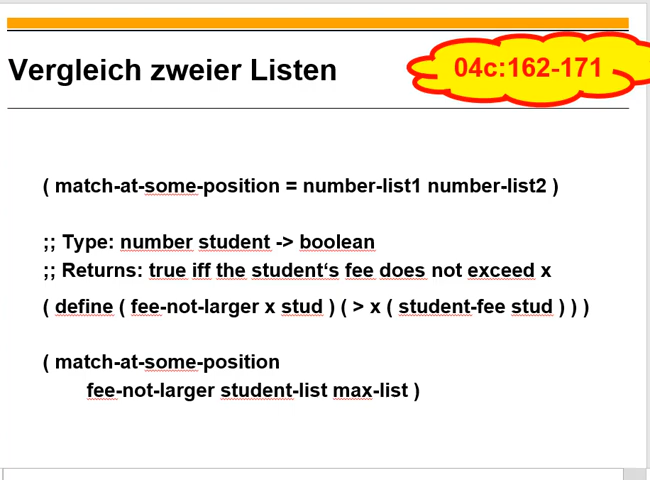 Vergleich zweier Listen
04c:162-171
( match-at-some-position = number-list1 number-list2 )
;; Type: number student -> boolean
;; Returns: true iff the student‘s fee does not exceed x
( define ( fee-not-larger x stud ) ( > x ( student-fee stud ) ) )
( match-at-some-position
fee-not-larger student-list max-list )